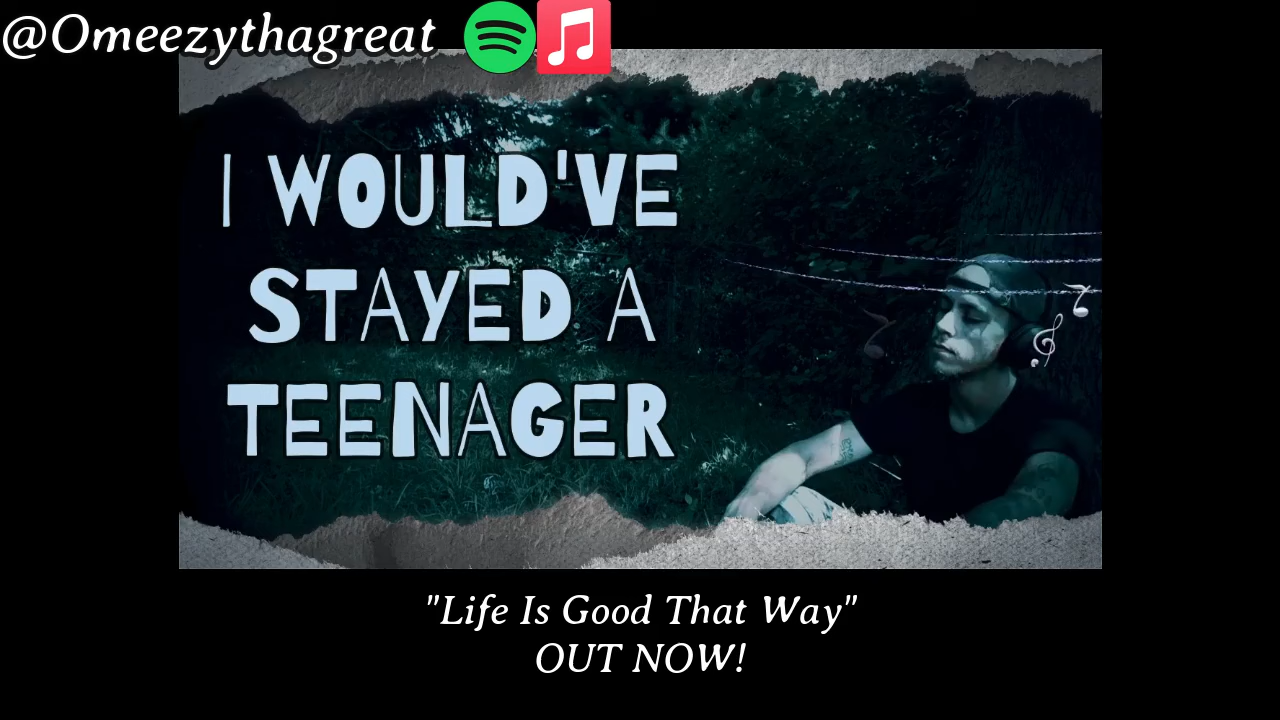 @Omeezythagreat
I WOULD'VE
STAYED A
TEENAGER
"Life Is Good That Way"
OUT NOW!